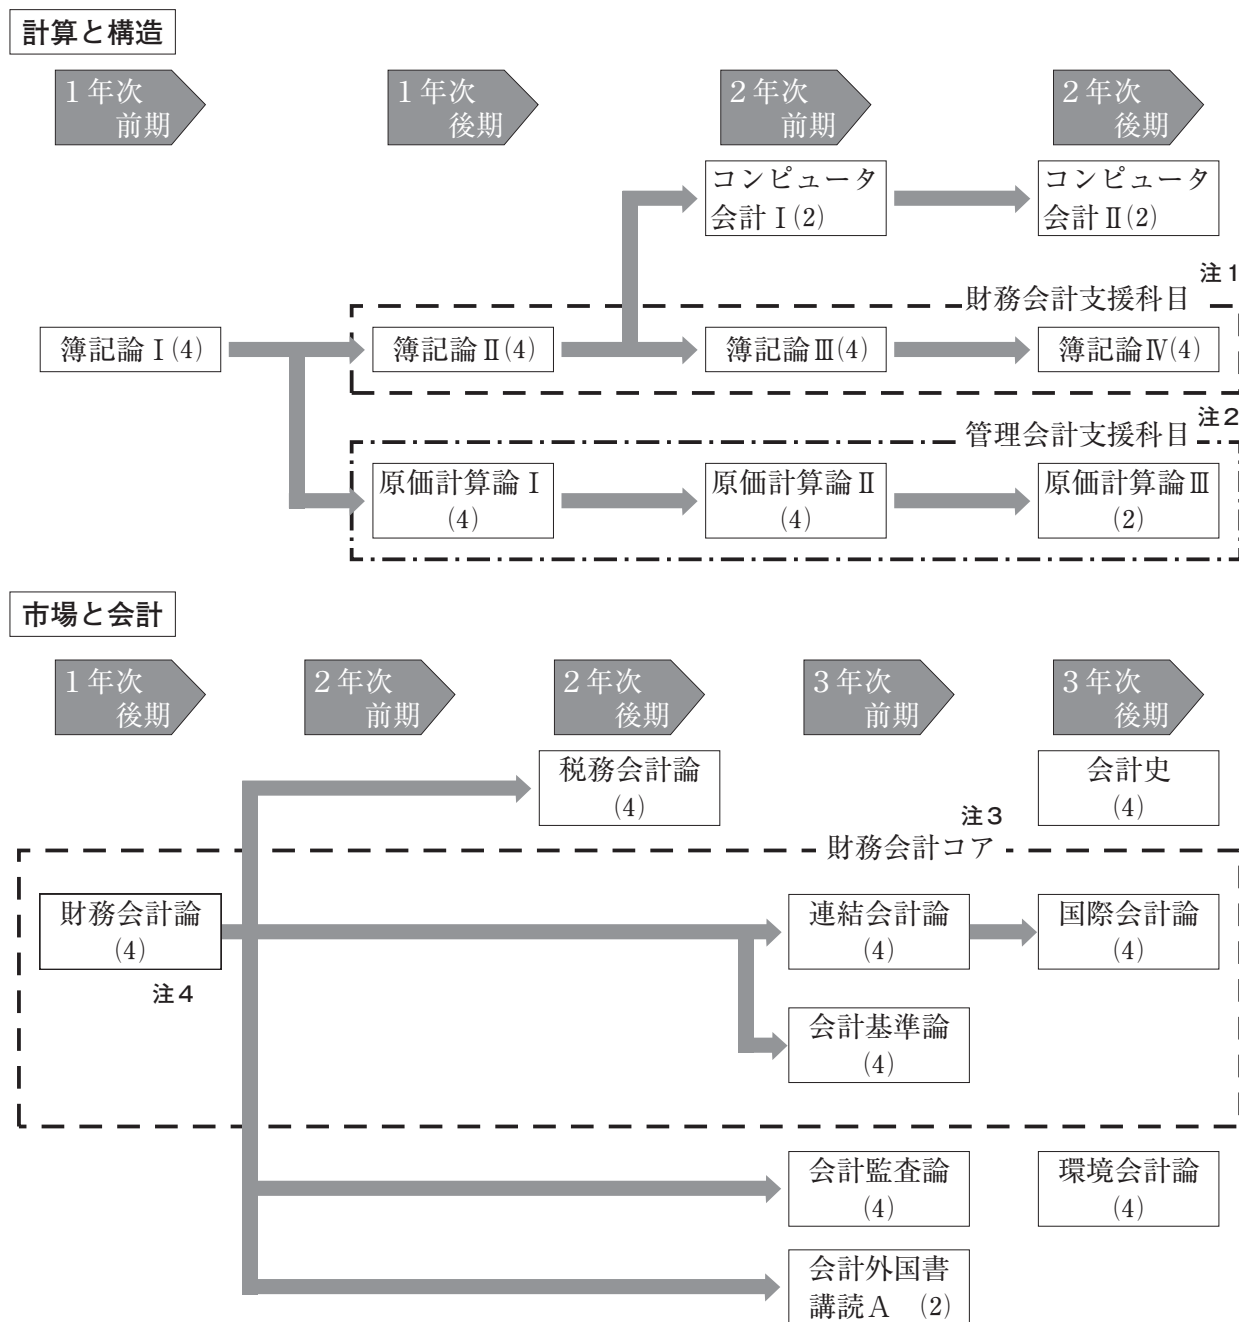 計算と構造
1年次
前期
1年次
後期
2年次
前期
2年次
後期
コンピュータ
会計Ⅰ(2)
コンピュータ
会計Ⅱ(2)
注1
財務会計支援科目
簿記論Ⅰ(4)
簿記論Ⅱ(4)
簿記論Ⅲ(4)
簿記論Ⅳ(4)
注2
管理会計支援科目
原価計算論Ⅰ
(4)
原価計算論Ⅱ
(4)
原価計算論Ⅲ
(2)
市場と会計
1年次
後期
2年次
前期
2年次
後期
3年次
前期
3年次
後期
税務会計論
(4)
会計史
(4)
注3
財務会計コア
財務会計論
(4)
注4
連結会計論
(4)
国際会計論
(4)
会計基準論
(4)
会計監査論
(4)
環境会計論
(4)
会計外国書
講読A (2)